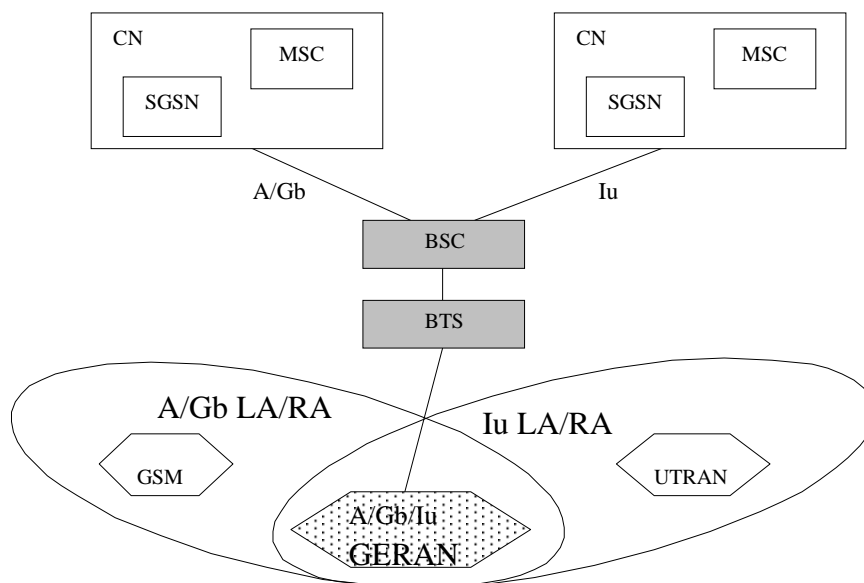 CN
MSC
SGSN
CN
MSC
SGSN
A/Gb
Iu
BSC
BTS
A/Gb LA/RA
Iu LA/RA
GSM
UTRAN
A/Gb/Iu
GERAN